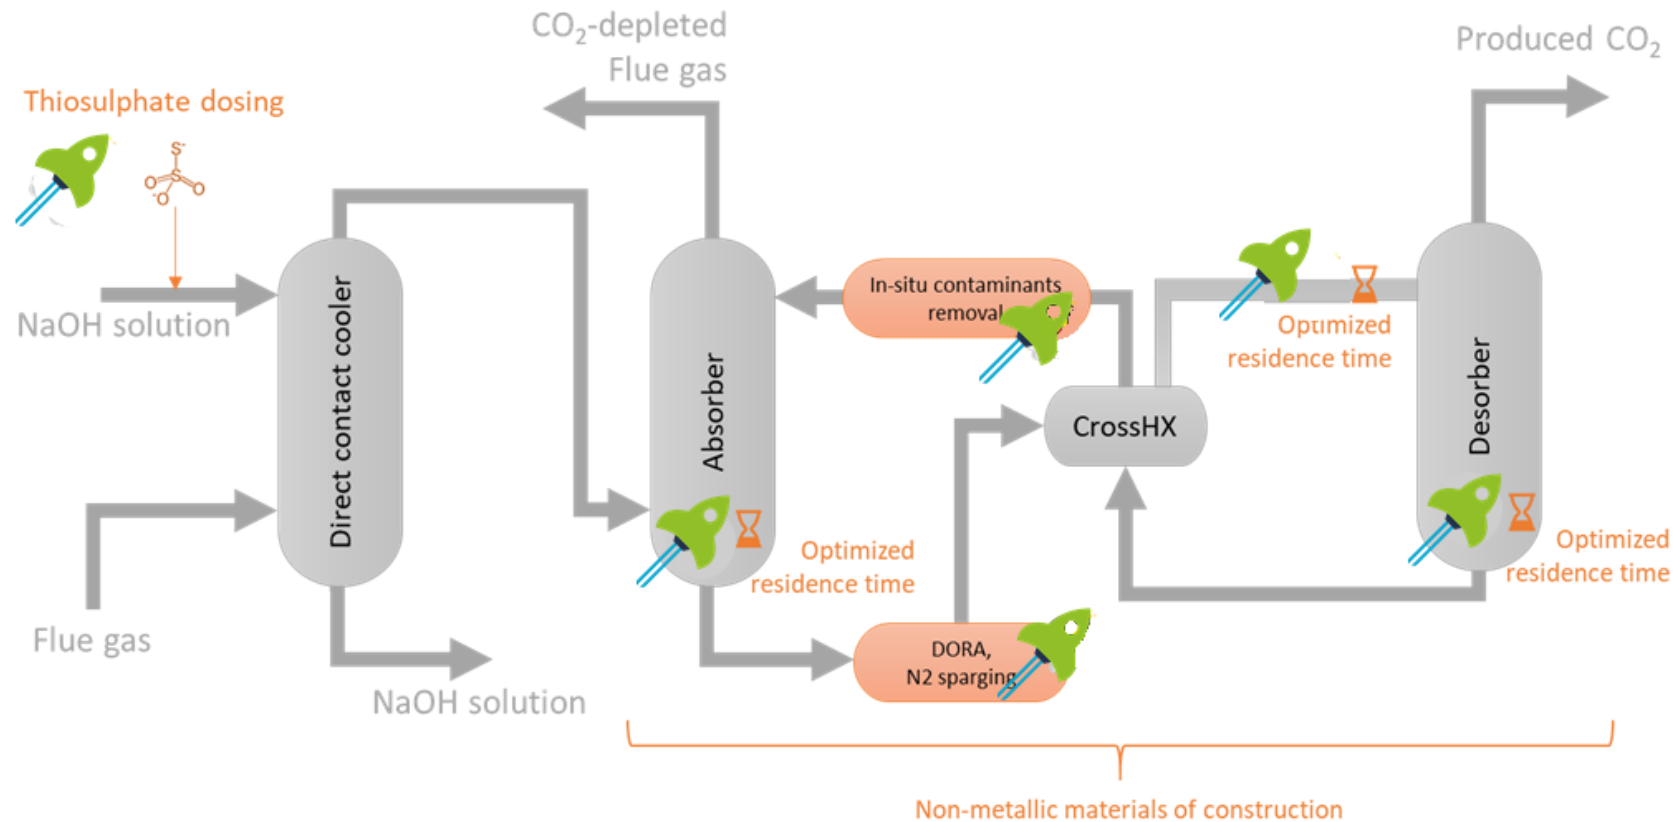 CO₂-depleted
Flue gas
Produced CO₂
Thiosulphate dosing
S⁻
S
O
O
⁻O
NaOH solution
Direct contact cooler
Flue gas
NaOH solution
Absorber
In-situ contaminants
removal
Optimized
residence time
CrossHX
Desorber
Optimized
residence time
Optimized
residence time
DORA,
N2 sparging
Non-metallic materials of construction